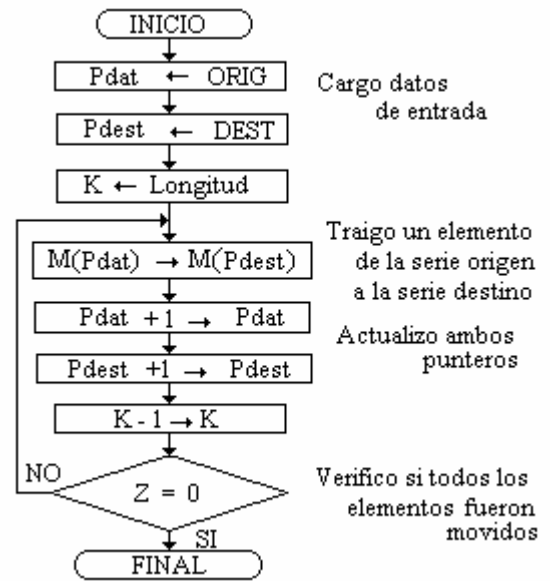 INICIO
Pdat ← ORIG
Cargo datos
de entrada
Pdest ← DEST
K ← Longitud
Traigo un elemento
de la serie origen
a la serie destino
M(Pdat) → M(Pdest)
Pdat +1 → Pdat
Actualizo ambos
punteros
Pdest +1 → Pdest
K - 1 → K
NO
Z = 0
Verifico si todos los
elementos fueron
movidos
SI
FINAL